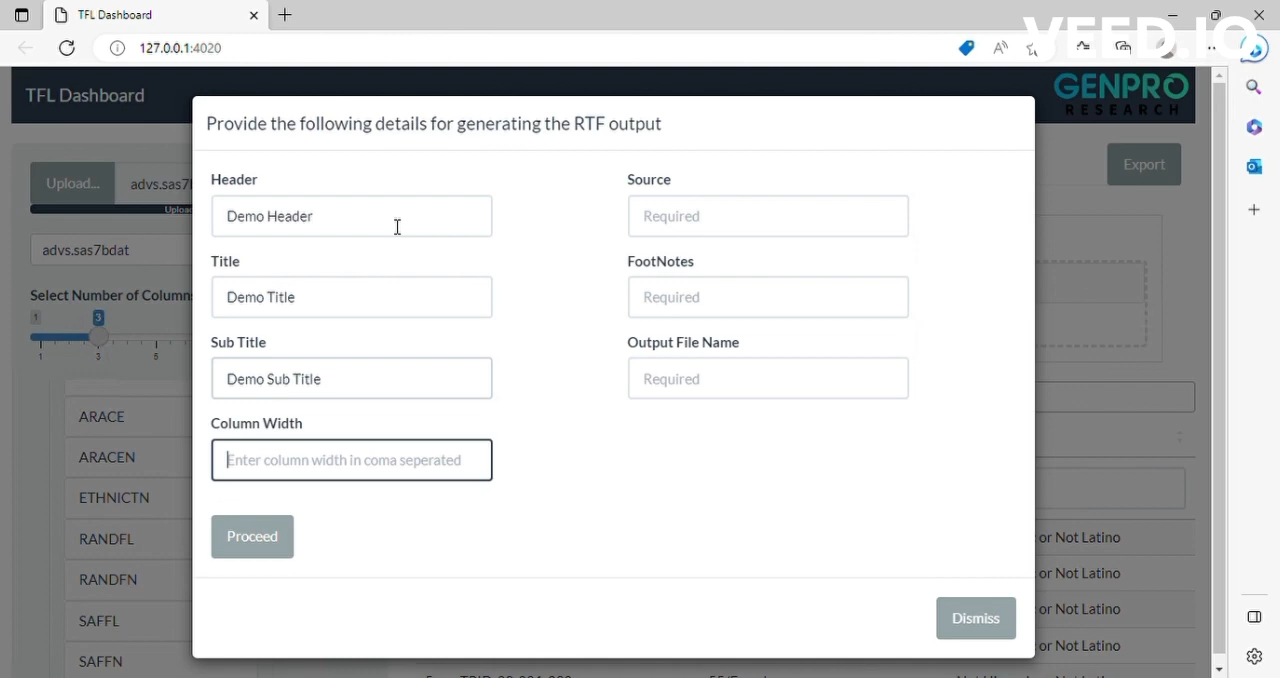 TFL Dashboard
127.0.0.1:4020
VEED.IO
TFL Dashboard
GENPRO
RESEARCH
Provide the following details for generating the RTF output
Upload...
advs.sas7
Export
advs.sas7bdat
Select Number of Columns
1
3
1
3
5
ARACE
ARACEN
ETHNICTN
RANDFL
RANDFN
SAFFL
SAFFN
Header
Demo Header
Title
Demo Title
Sub Title
Demo Sub Title
Column Width
Enter column width in coma seperated
Source
Required
FootNotes
Required
Output File Name
Required
Proceed
Dismiss
or Not Latino
or Not Latino
or Not Latino
or Not Latino